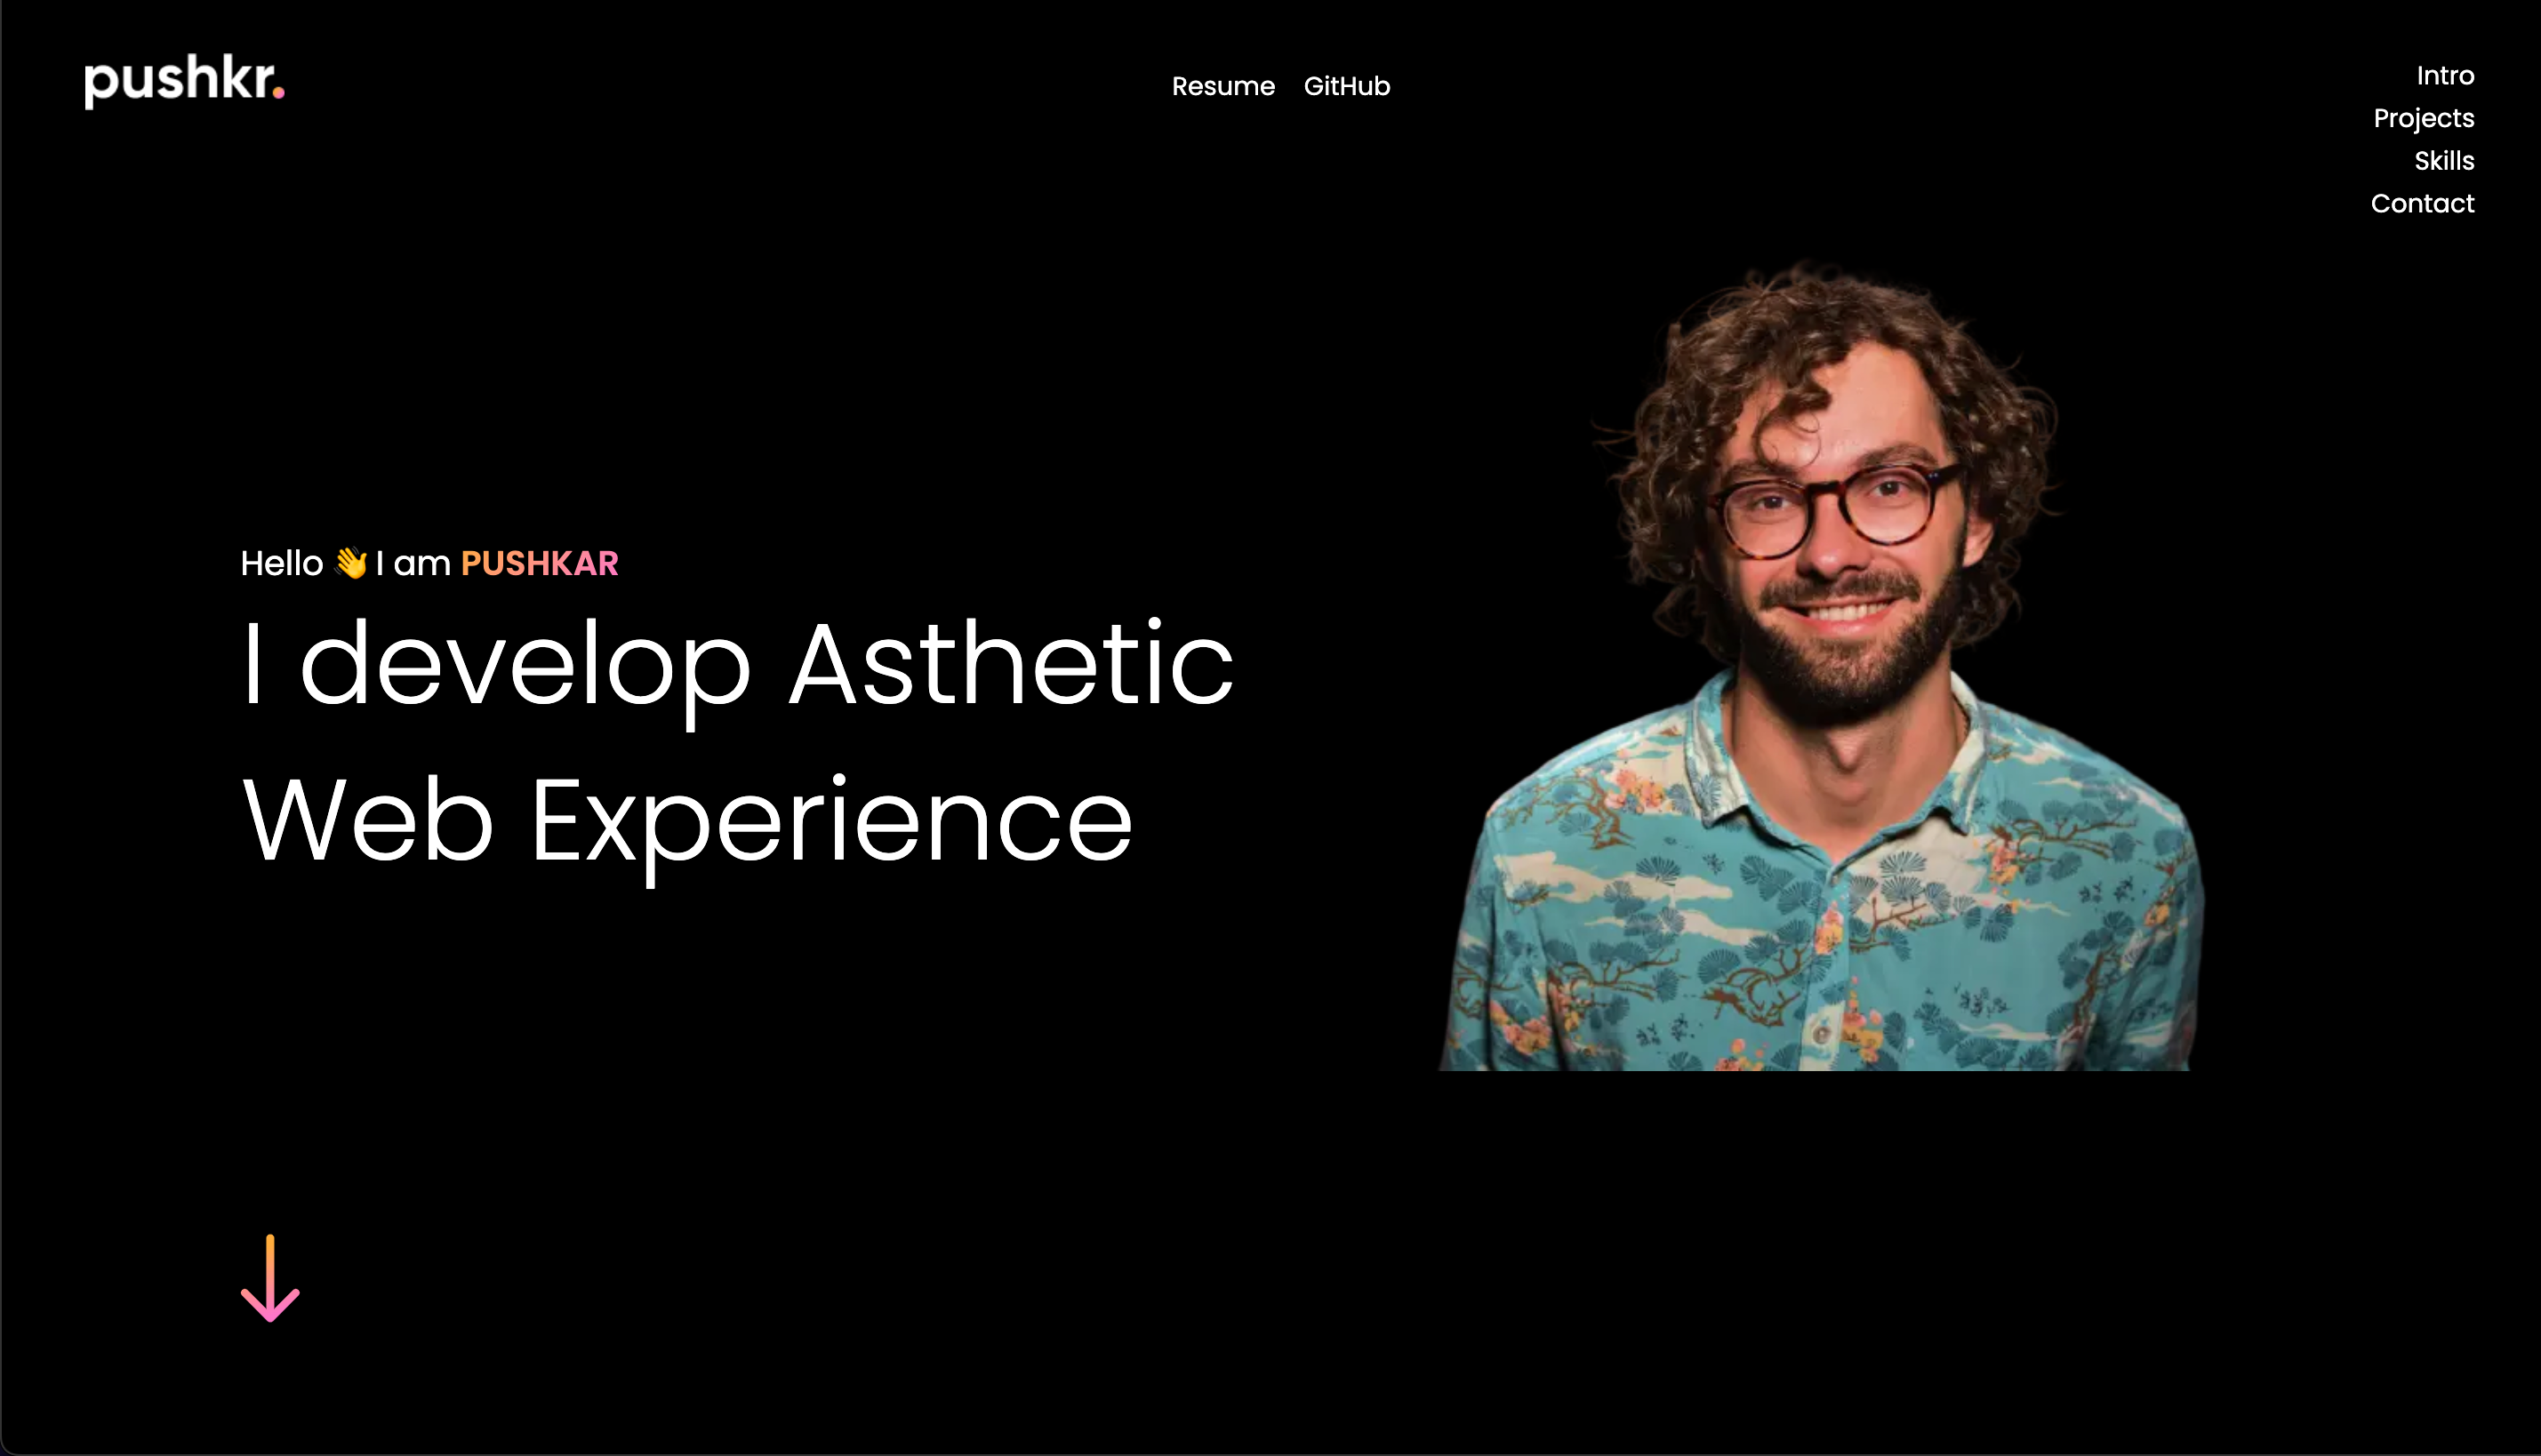 pushkr.
Resume GitHub
Intro
Projects
Skills
Contact
Hello 👋 I am PUSHKAR
I develop Asthetic
Web Experience